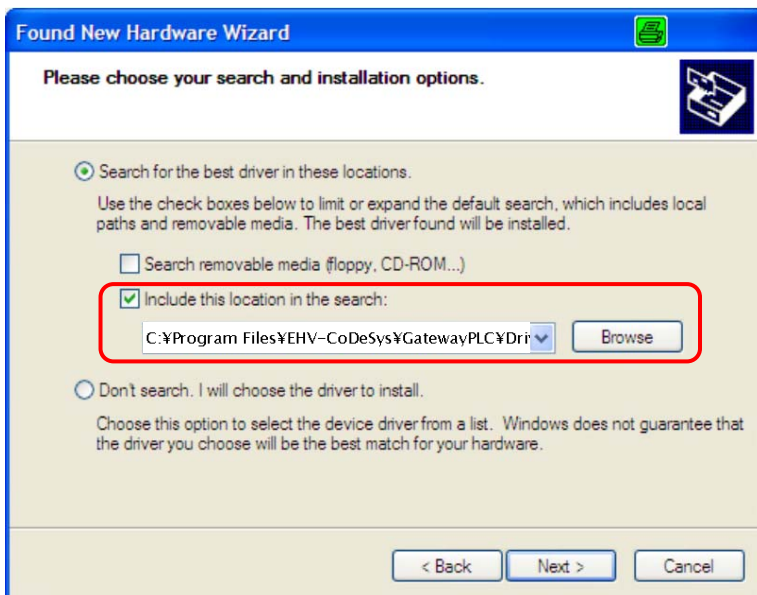 Found New Hardware Wizard
Please choose your search and installation options.
Search for the best driver in these locations.
Use the check boxes below to limit or expand the default search, which includes local
paths and removable media. The best driver found will be installed.
Search removable media (floppy, CD-ROM...)
Include this location in the search:
C:¥Program Files¥EHV-CoDeSys¥GatewayPLC¥Dri
Browse
Don't search. I will choose the driver to install.
Choose this option to select the device driver from a list. Windows does not guarantee that
the driver you choose will be the best match for your hardware.
< Back Next > Cancel